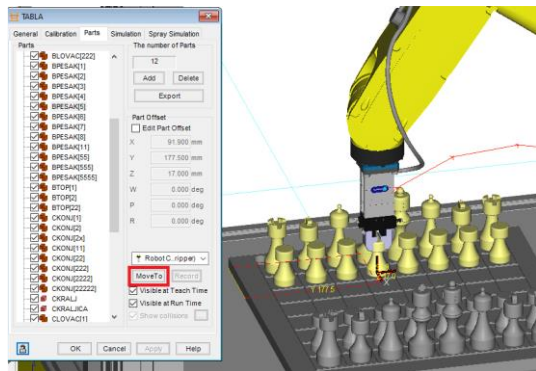 TABLA
General Calibration Parts Simulation Spray Simulation
Parts
BLOVAC[222]
BPESAK[1]
BPESAK[2]
BPESAK[3]
BPESAK[4]
BPESAK[5]
BPESAK[6]
BPESAK[7]
BPESAK[8]
BPESAK[11]
BPESAK[55]
BPESAK[555]
BPESAK[5555]
BTOP[1]
BTOP[2]
BTOP[22]
CKONJ[1]
CKONJ[2]
CKONJ[2x]
CKONJ[11]
CKONJ[22]
CKONJ[222]
CKONJ[2222]
CKONJ[22222]
CKRALJ
CKRALJICA
CLOVAC[1]
The number of Parts
12
Add Delete
Export
Part Offset
Edit Part Offset
X 91.900 mm
Y 177.500 mm
Z 17.000 mm
W 0.000 deg
P 0.000 deg
R 0.000 deg
Robot C..ripper)
MoveTo Record
Visible at Teach Time
Visible at Run Time
Show collisions
OK Cancel Apply Help
Y 177.5